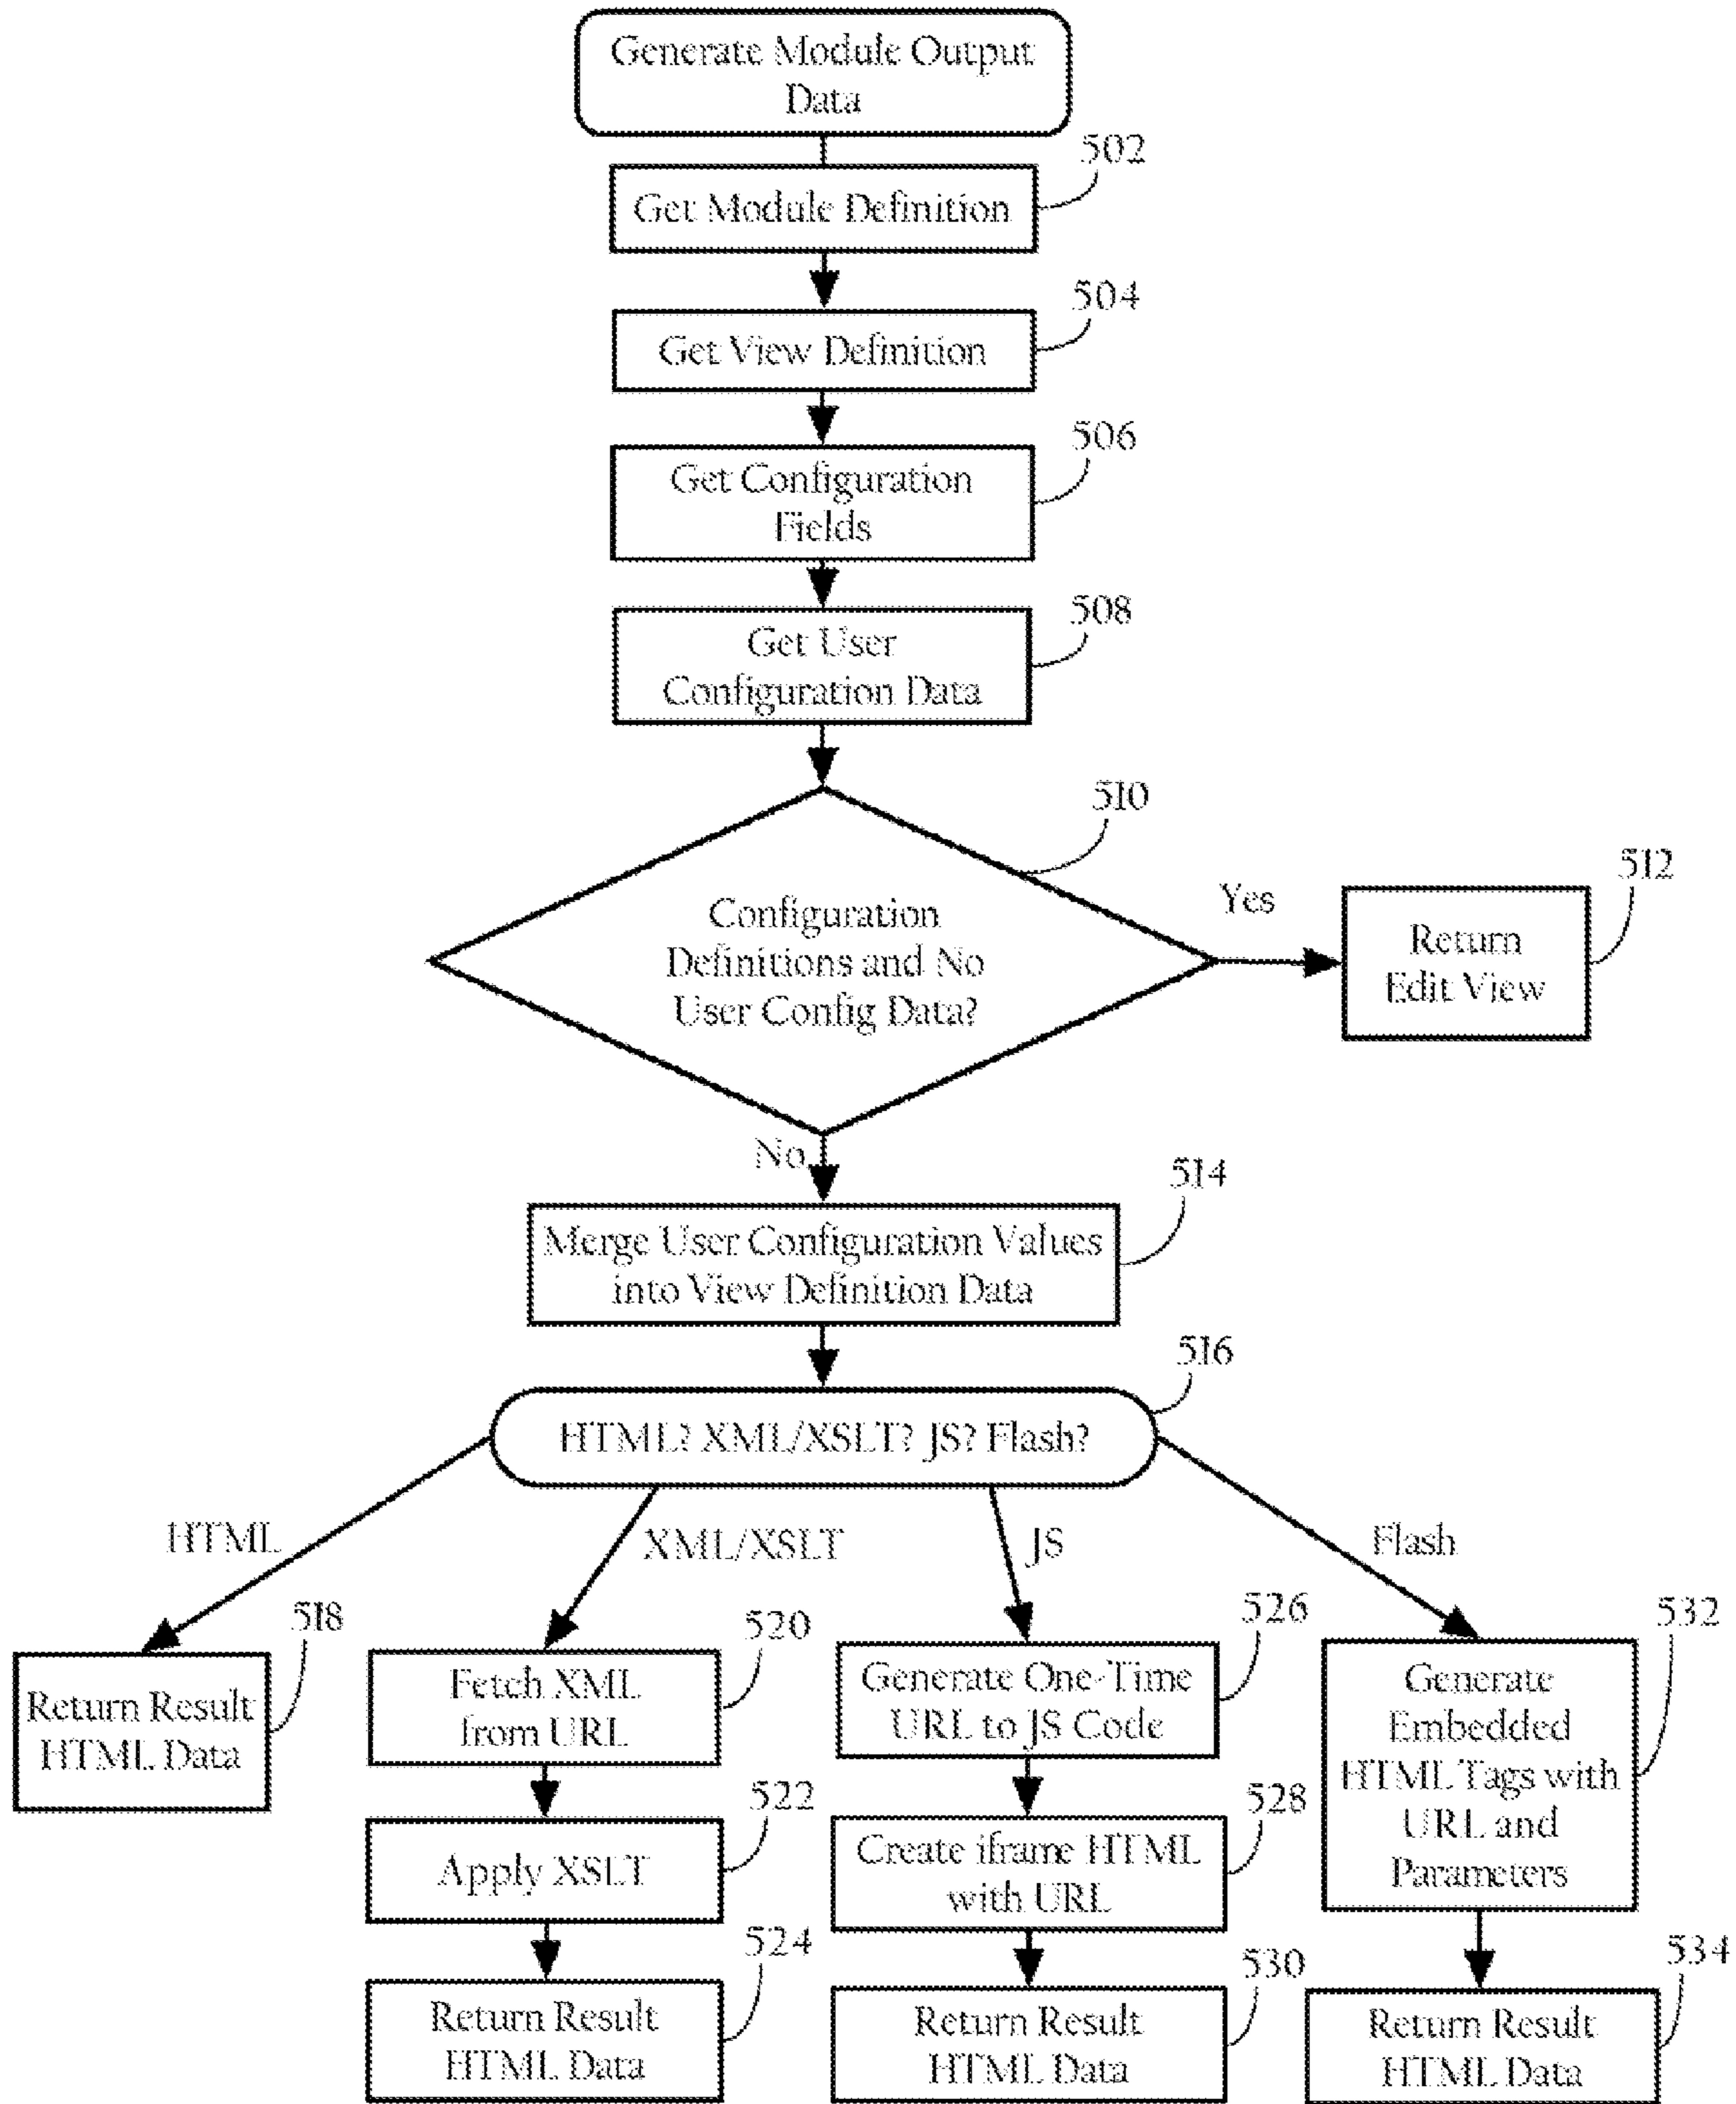 Generate Module Output
Data
502
Get Module Definition
504
Get View Definition
506
Get Configuration
Fields
508
Get User
Configuration Data
510
Configuration
Definitions and No
User Config Data?
Yes
512
Return
Edit View
No
514
Merge User Configuration Values
into View Definition Data
516
HTML? XML/XSLT? JS? Flash?
HTML
XML/XSLT
JS
Flash
518
Return Result
HTML Data
520
Fetch XML
from URL
522
Apply XSLT
524
Return Result
HTML Data
526
Generate One-Time
URL to JS Code
528
Create iframe HTML
with URL
530
Return Result
HTML Data
532
Generate
Embedded
HTML Tags with
URL and
Parameters
534
Return Result
HTML Data